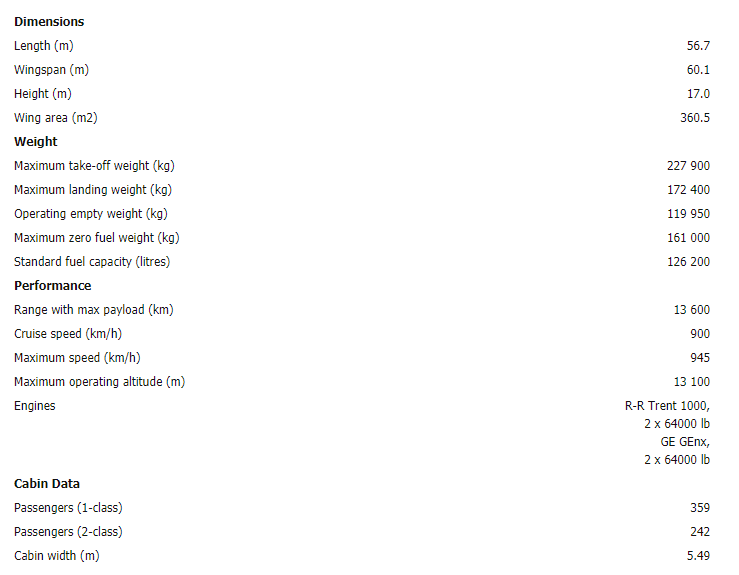 Dimensions
Length (m) 56.7
Wingspan (m) 60.1
Height (m) 17.0
Wing area (m2) 360.5
Weight
Maximum take-off weight (kg) 227 900
Maximum landing weight (kg) 172 400
Operating empty weight (kg) 119 950
Maximum zero fuel weight (kg) 161 000
Standard fuel capacity (litres) 126 200
Performance
Range with max payload (km) 13 600
Cruise speed (km/h) 900
Maximum speed (km/h) 945
Maximum operating altitude (m) 13 100
Engines R-R Trent 1000,
2 x 64000 lb
GE GEnx,
2 x 64000 lb
Cabin Data
Passengers (1-class) 359
Passengers (2-class) 242
Cabin width (m) 5.49